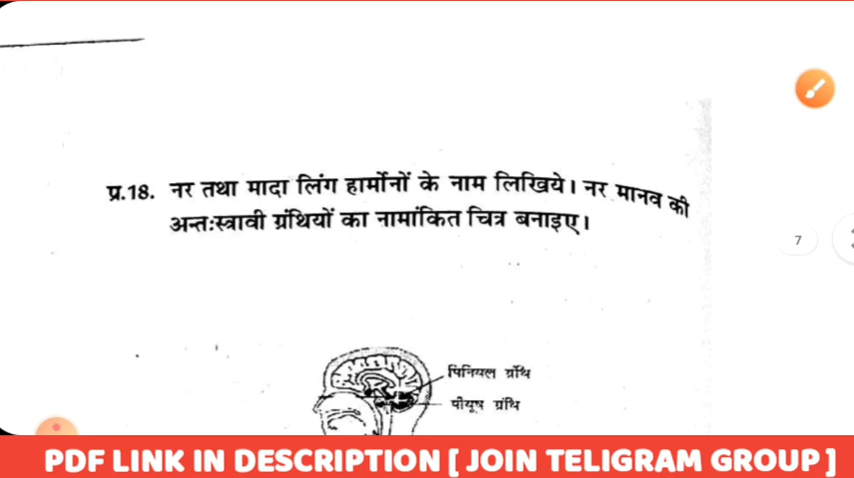 प्र.18. नर तथा मादा लिंग हार्मोनों के नाम लिखिये। नर मानव की
अन्तःस्त्रावी ग्रंथियों का नामांकित चित्र बनाइए।
7
पिनियल ग्रंथि
पीयूष ग्रंथि
PDF LINK IN DESCRIPTION [ JOIN TELIGRAM GROUP ]